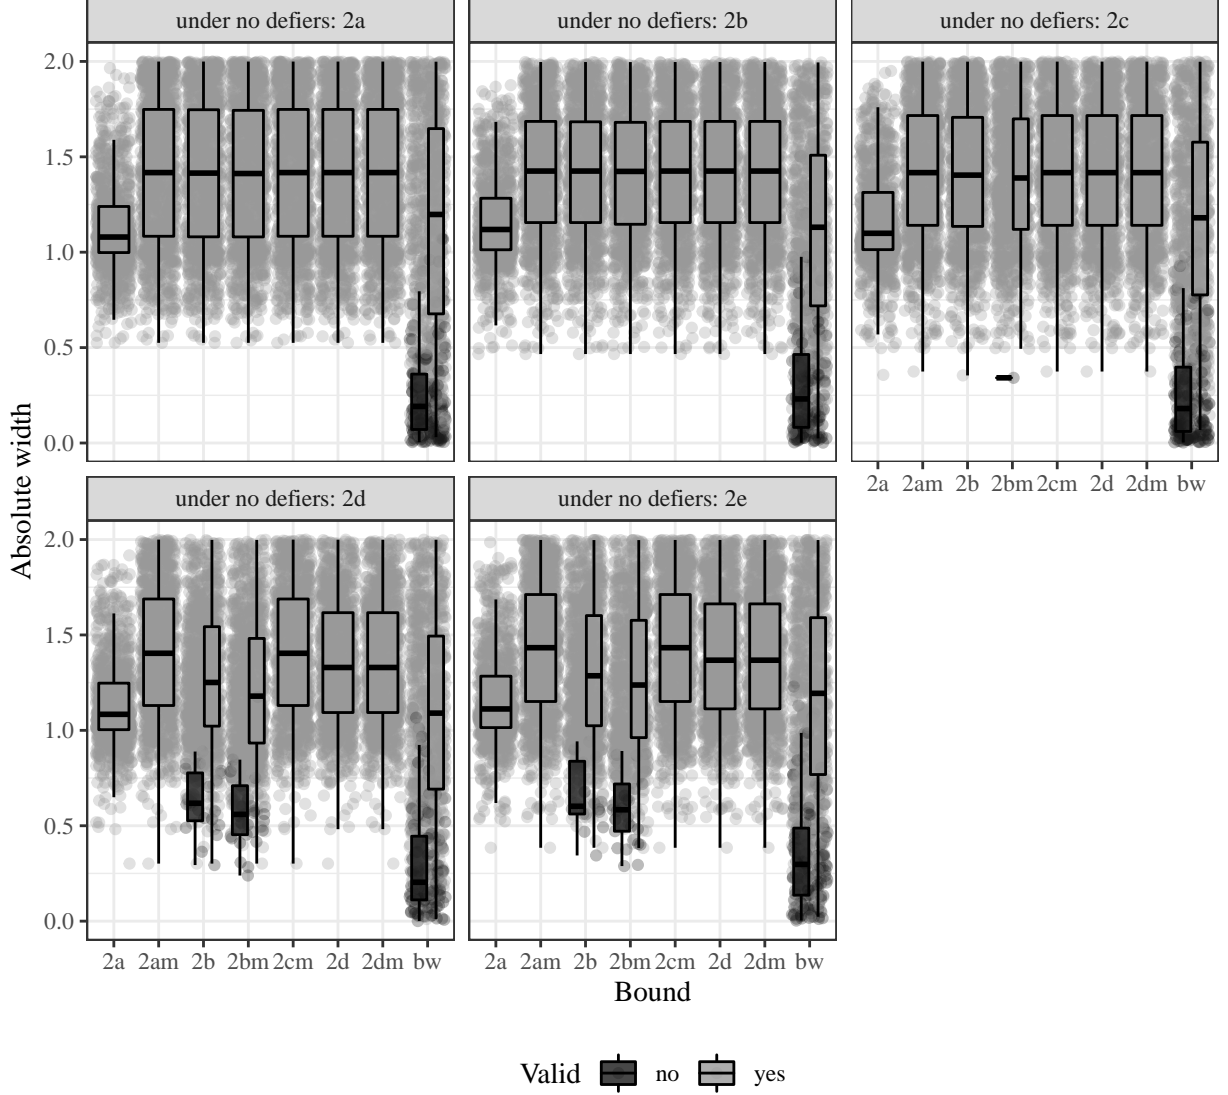 under no defiers: 2a
under no defiers: 2b
under no defiers: 2c
2.0
1.5
1.0
0.5
0.0
2a 2am 2b 2bm 2cm 2d 2dm bw
under no defiers: 2d
under no defiers: 2e
2.0
1.5
1.0
0.5
0.0
Absolute width
2a 2am 2b 2bm 2cm 2d 2dm bw
2a 2am 2b 2bm 2cm 2d 2dm bw
Bound
Valid no yes